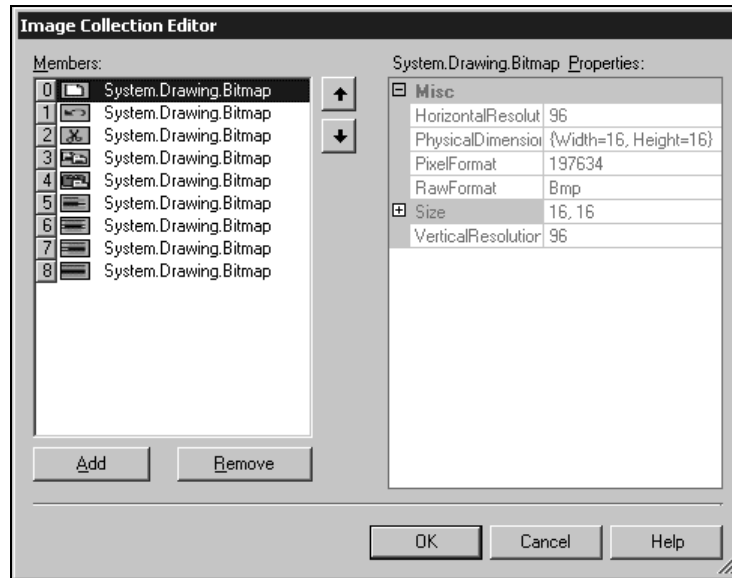 Image Collection Editor
Members:
0 System.Drawing.Bitmap
1 System.Drawing.Bitmap
2 System.Drawing.Bitmap
3 System.Drawing.Bitmap
4 System.Drawing.Bitmap
5 System.Drawing.Bitmap
6 System.Drawing.Bitmap
7 System.Drawing.Bitmap
8 System.Drawing.Bitmap
Add
Remove
System.Drawing.Bitmap Properties:
Misc
HorizontalResolut 96
PhysicalDimensior {Width=16, Height=16}
PixelFormat 197634
RawFormat Bmp
Size 16, 16
VerticalResolutior 96
OK
Cancel
Help